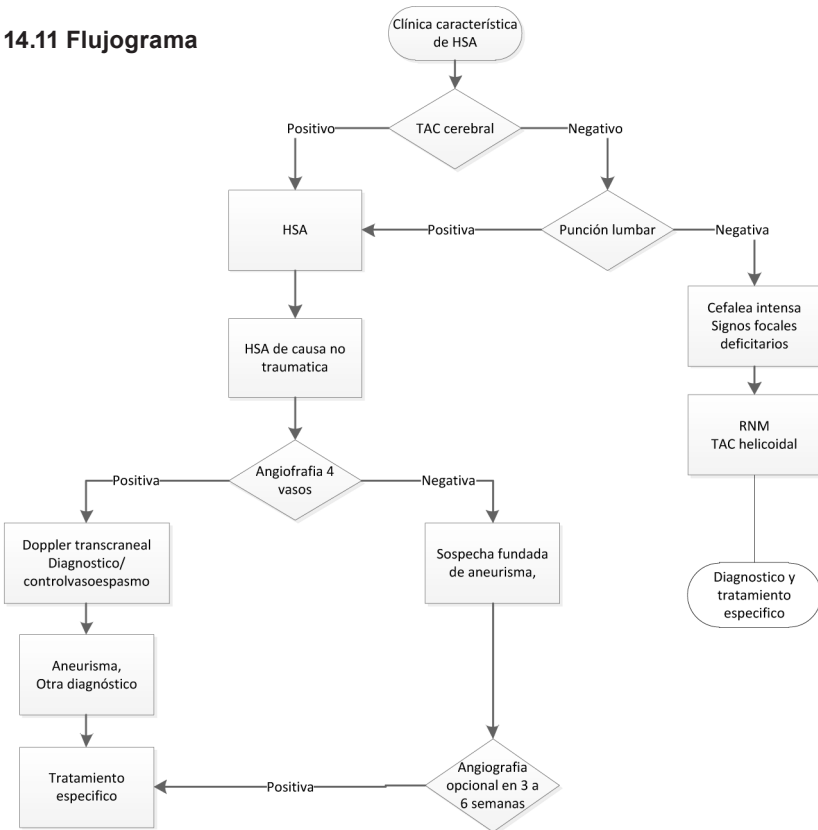 14.11 Flujograma
Clínica característica
de HSA
TAC cerebral
Positivo
Negativo
HSA
Positiva
Punción lumbar
Negativa
Cefalea intensa
Signos focales
deficitarios
HSA de causa no
traumatica
RNM
TAC helicoidal
Angiofrafia 4
vasos
Positiva
Negativa
Doppler transcraneal
Diagnostico/
controlvasoespasmo
Sospecha fundada
de aneurisma,
Diagnostico y
tratamiento
especifico
Aneurisma,
Otra diagnóstico
Tratamiento
especifico
Positiva
Angiografia
opcional en 3 a
6 semanas